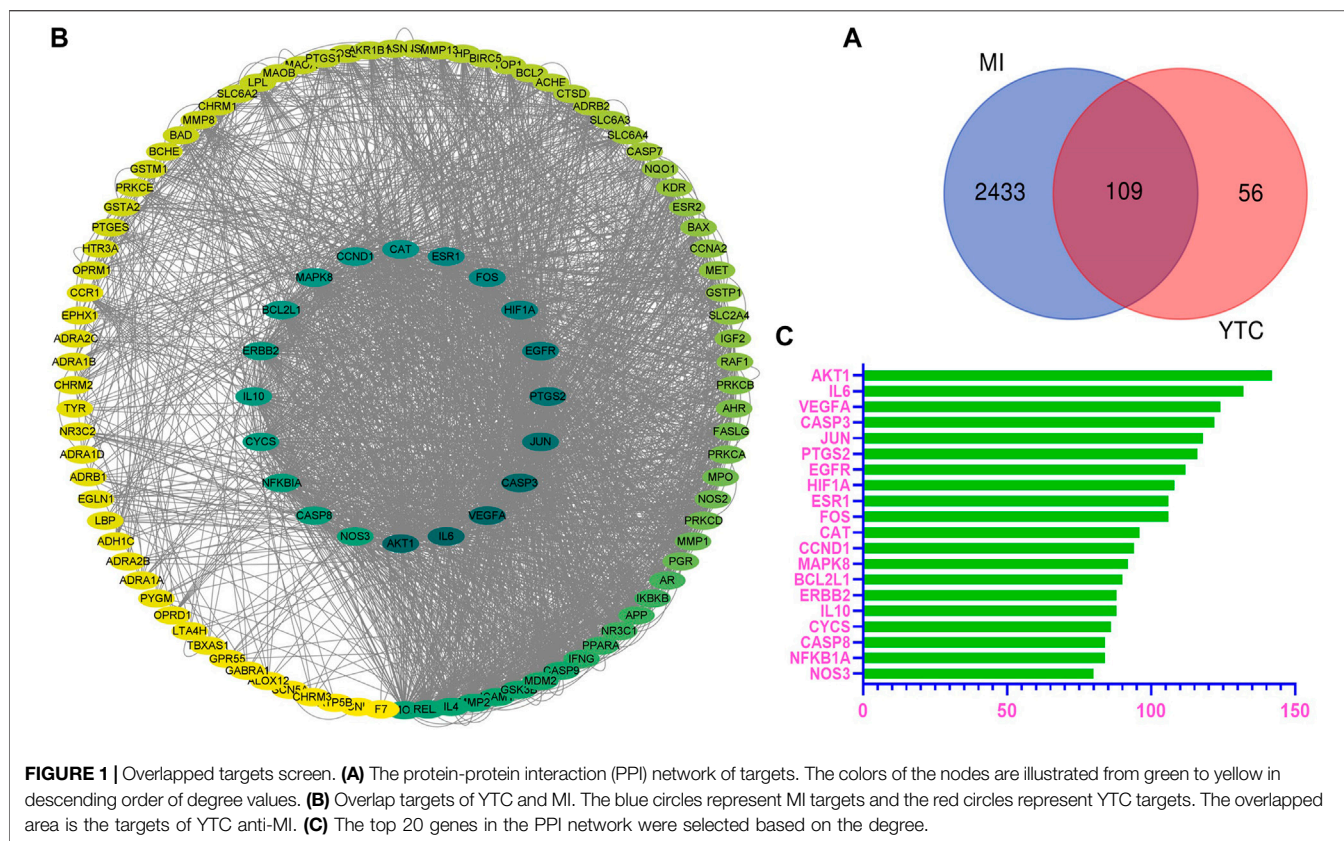 B
ASN
MMP13
HP
BIRC5
TOP1
BCL2
ACHE
CTSD
ADRB2
SLC6A3
SLC6A4
CASP7
NQO1
KDR
ESR2
BAX
CCNA2
MET
GSTP1
SLC2A4
IGF2
RAF1
PRKCB
AHR
FASLG
PRKCA
MPO
NOS2
PRKCD
MMP1
PGR
AR
IKBKB
APP
NR3C1
PPARA
IFNG
CASP9
MDM2
GSK3B
MMP2
IL4
REL
F7
CHRM3
ALOX12
GABRA1
GPR55
TBXAS1
LTA4H
OPRD1
PYGM
ADRA1A
ADRA2B
ADH1C
LBP
EGLN1
ADRB1
ADRA1D
NR3C2
TYR
CHRM2
ADRA1B
ADRA2C
EPHX1
CCR1
OPRM1
HTR3A
PTGES
GSTA2
PRKCE
GSTM1
BCHE
BAD
MMP8
CHRM1
SLC6A2
LPL
MAOB
PTGS1
AKR1B1
CAT
ESR1
FOS
HIF1A
EGFR
PTGS2
JUN
CASP3
VEGFA
IL6
AKT1
NOS3
CASP8
NFKBIA
CYCS
IL10
ERBB2
BCL2L1
MAPK8
CCND1
A
MI
2433
109
56
YTC
C
AKT1
IL6
VEGFA
CASP3
JUN
PTGS2
EGFR
HIF1A
ESR1
FOS
CAT
CCND1
MAPK8
BCL2L1
ERBB2
IL10
CYCS
CASP8
NFKB1A
NOS3
0 50 100 150
FIGURE 1 | Overlapped targets screen. (A) The protein-protein interaction (PPI) network of targets. The colors of the nodes are illustrated from green to yellow in
descending order of degree values. (B) Overlap targets of YTC and MI. The blue circles represent MI targets and the red circles represent YTC targets. The overlapped
area is the targets of YTC anti-MI. (C) The top 20 genes in the PPI network were selected based on the degree.